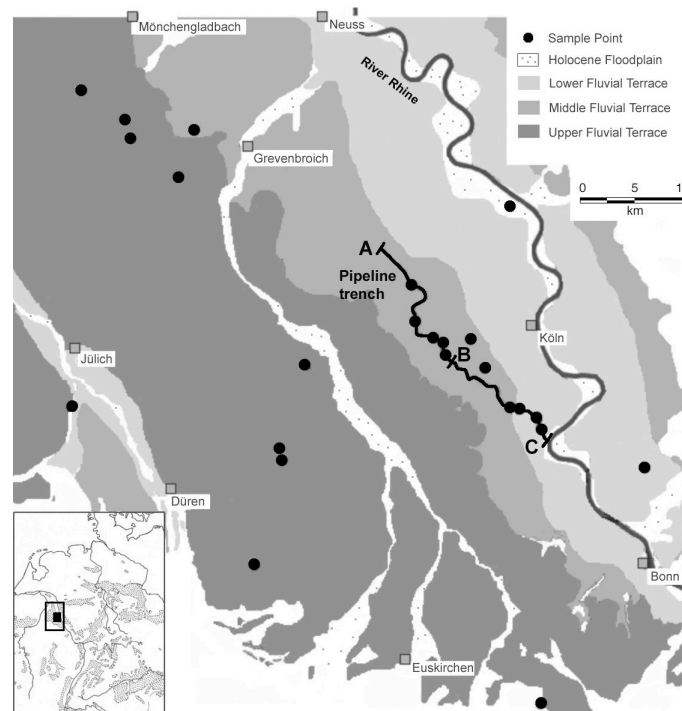 Mönchengladbach
Neuss
Sample Point
Holocene Floodplain
Lower Fluvial Terrace
Middle Fluvial Terrace
Upper Fluvial Terrace
River Rhine
Grevenbroich
0 5 1
km
A
Pipeline
trench
Köln
B
Jülich
C
Düren
Bonn
Euskirchen